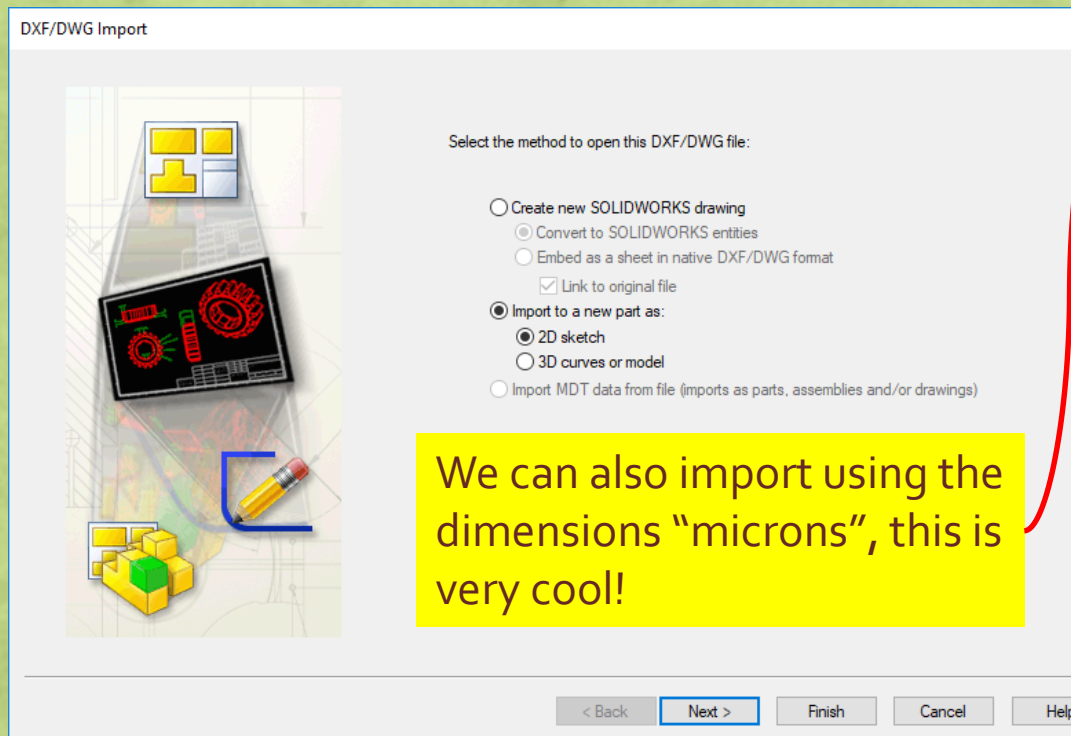 DXF/DWG Import
Select the method to open this DXF/DWG file:
Create new SOLIDWORKS drawing
Convert to SOLIDWORKS entities
Embed as a sheet in native DXF/DWG format
Link to original file
Import to a new part as:
2D sketch
3D curves or model
Import MDT data from file (imports as parts, assemblies and/or drawings)
We can also import using the
dimensions “microns”, this is
very cool!
< Back Next > Finish Cancel Help